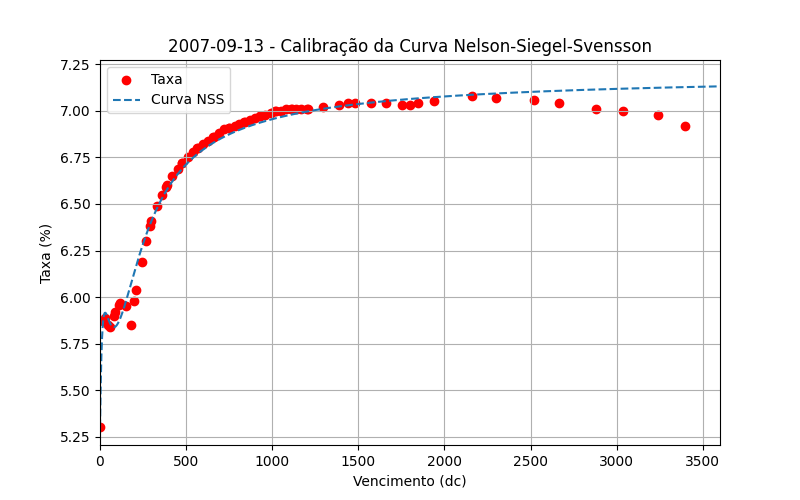 2007-09-13 - Calibração da Curva Nelson-Siegel-Svensson
Taxa
Curva NSS
Taxa (%)
7.25
7.00
6.75
6.50
6.25
6.00
5.75
5.50
5.25
0 500 1000 1500 2000 2500 3000 3500
Vencimento (dc)